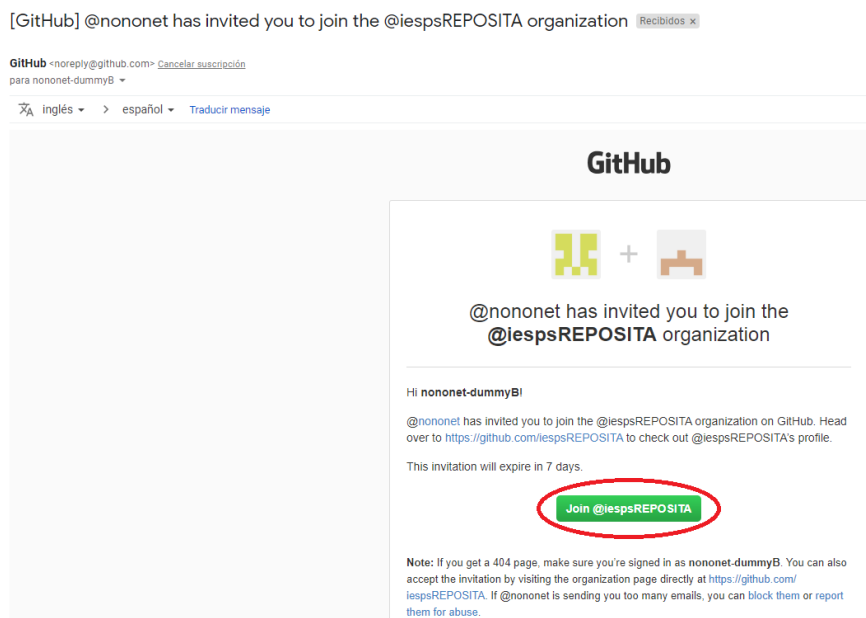 [GitHub] @nononet has invited you to join the @iespsREPOSITA organization Recibidos x
GitHub <noreply@github.com> Cancelar suscripción
para nononet-dummyB
inglés > español Traducir mensaje
GitHub
+
@nononet has invited you to join the
@iespsREPOSITA organization
Hi nononet-dummyB!
@nononet has invited you to join the @iespsREPOSITA organization on GitHub. Head
over to https://github.com/iespsREPOSITA to check out @iespsREPOSITA's profile.
This invitation will expire in 7 days.
Join @iespsREPOSITA
Note: If you get a 404 page, make sure you're signed in as nononet-dummyB. You can also
accept the invitation by visiting the organization page directly at https://github.com/
iespsREPOSITA. If @nononet is sending you too many emails, you can block them or report
them for abuse.